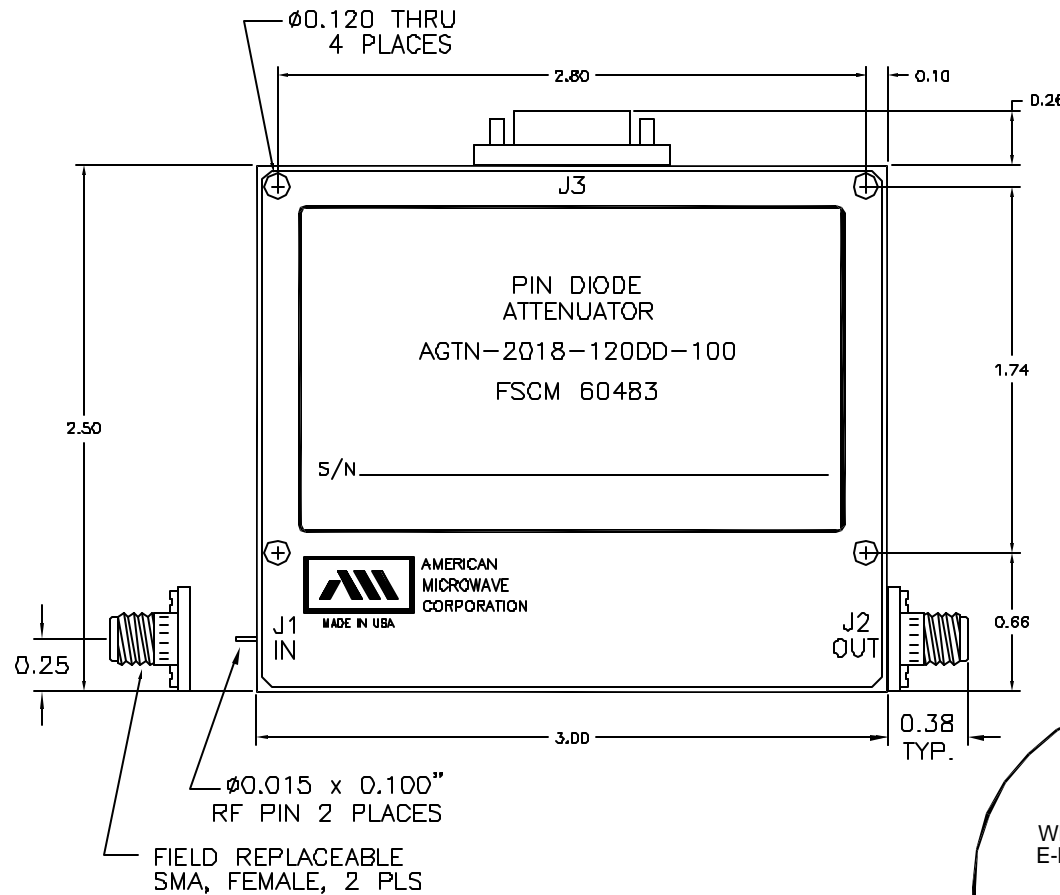 Ø0.120 THRU
4 PLACES
2.80
0.10
0.26
J3
PIN DIODE
ATTENUATOR
AGTN-2018-120DD-100
FSCM 60483
S/N
2.50
1.74
AMERICAN
MICROWAVE
CORPORATION
MADE IN USA
J1
IN
J2
OUT
0.66
0.25
3.00
0.38
TYP.
Ø0.015 x 0.100"
RF PIN 2 PLACES
FIELD REPLACEABLE
SMA, FEMALE, 2 PLS